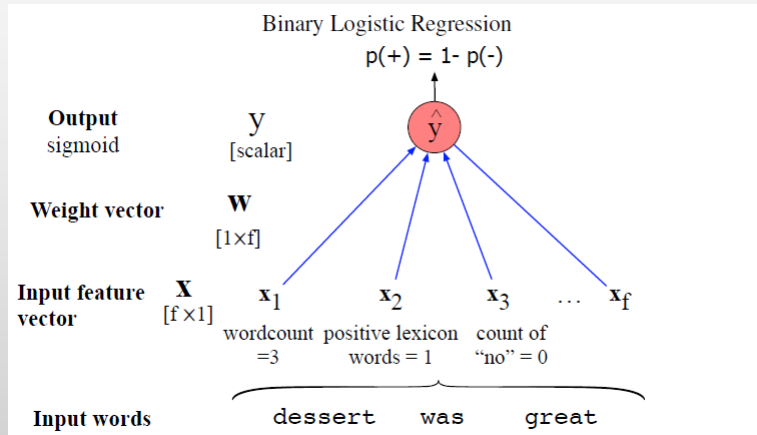 Binary Logistic Regression
p(+) = 1- p(-)
Output
sigmoid
y
[scalar]
ŷ
Weight vector
w
[1×f]
Input feature
vector
x
[f ×1]
x1
x2
x3
...
xf
wordcount
=3
positive lexicon
words = 1
count of
“no” = 0
Input words
dessert was great